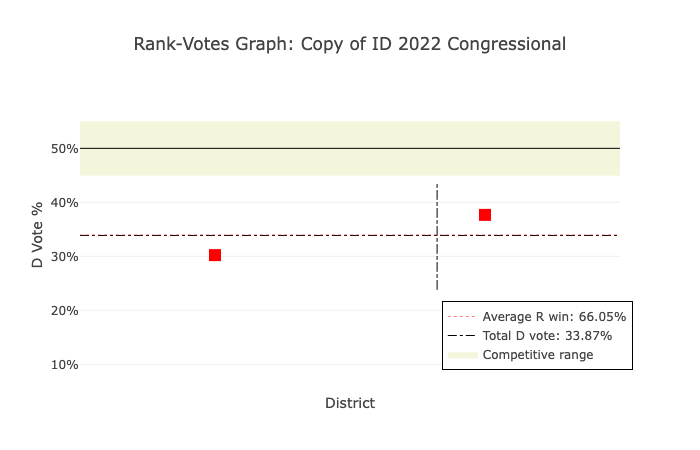 Rank-Votes Graph: Copy of ID 2022 Congressional
50%
40%
30%
20%
10%
D Vote %
District
Average R win: 66.05%
Total D vote: 33.87%
Competitive range